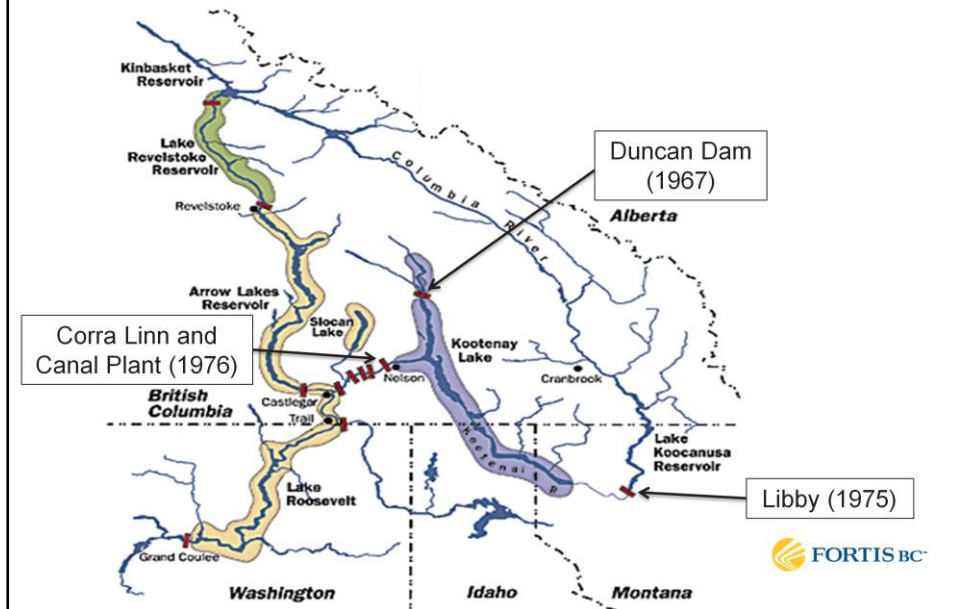 Kinbasket
Reservoir
Lake
Revelstoke
Reservoir
Revelstoke
Columbia
River
Duncan Dam
(1967)
Alberta
Arrow Lakes
Reservoir
Slocan
Lake
Corra Linn and
Canal Plant (1976)
Kootenay
Lake
Nelson
Cranbrook
British
Columbia
Castlegar
Trail
Kootenai R
Lake
Koocanusa
Reservoir
Lake
Roosevelt
Libby (1975)
Grand Coulee
FORTIS BC
Washington
Idaho
Montana